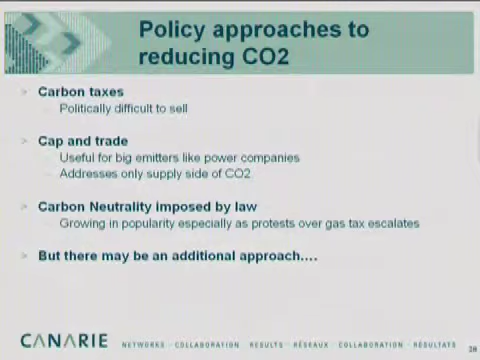 Policy approaches to
reducing CO2
> Carbon taxes
Politically difficult to sell
> Cap and trade
Useful for big emitters like power companies
Addresses only supply side of CO2
> Carbon Neutrality imposed by law
Growing in popularity especially as protests over gas tax escalates
> But there may be an additional approach....
CANARIE NETWORKS · COLLABORATION · RESULTS · RÉSEAUX · COLLABORATION · RÉSULTATS